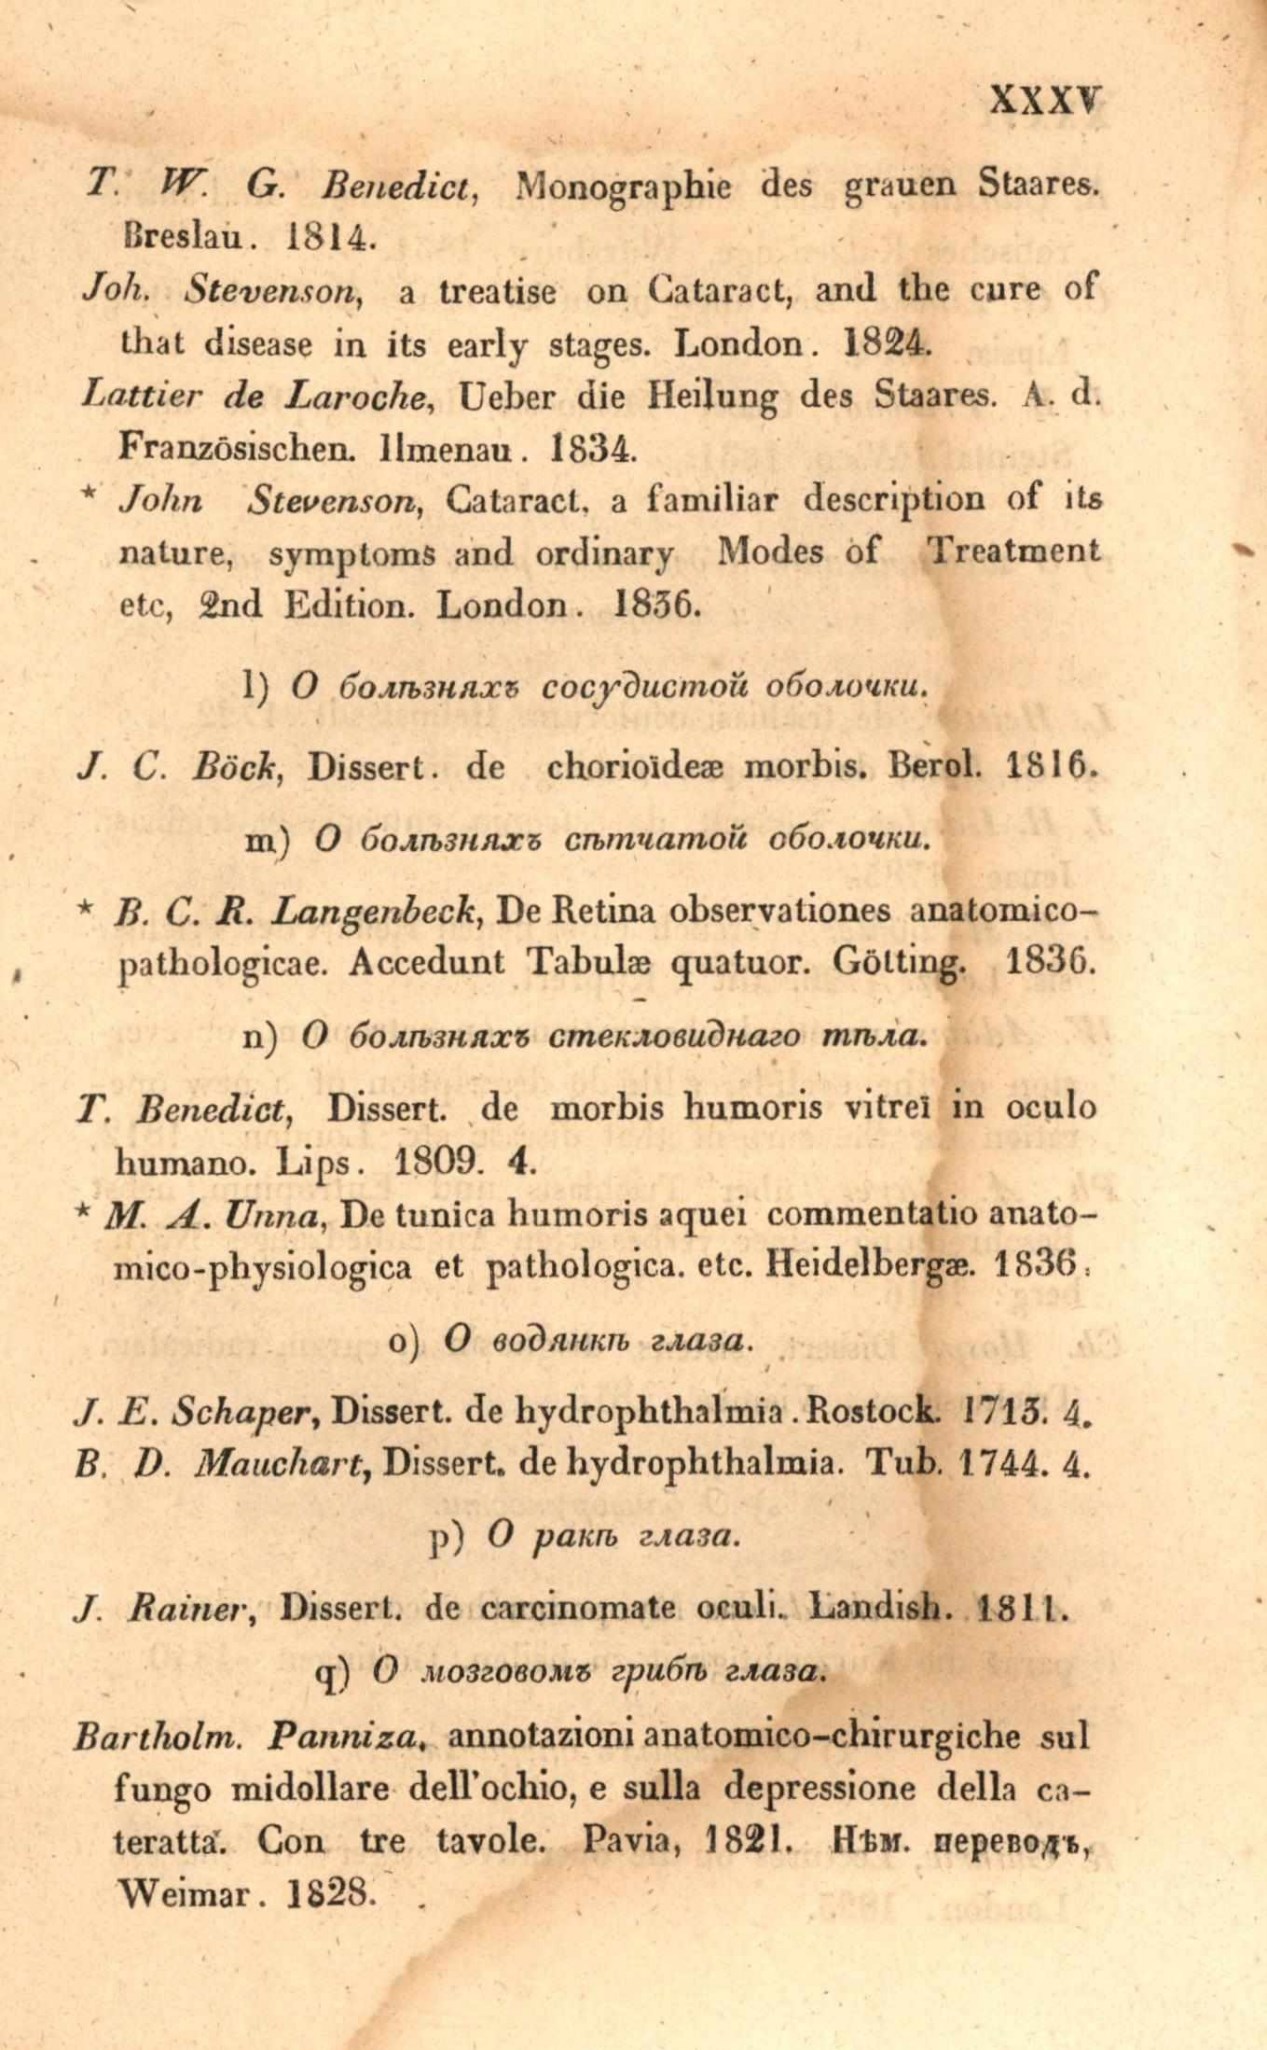 XXXV
T. W. G. Benedict, Monographie des grauen Staares.
Breslau. 1814.
Joh. Stevenson, a treatise on Cataract, and the cure of
that disease in its early stages. London. 1824.
Lattier de Laroche, Ueber die Heilung des Staares. A. d.
Französischen. Ilmenau. 1834.
* John Stevenson, Cataract. a familiar description of its
nature, symptoms and ordinary Modes of Treatment
etc, 2nd Edition. London. 1836.
l) О болѣзняхъ сосудистой оболочки.
J. C. Böck, Dissert. de chorioïdeæ morbis. Berol. 1816.
m) О болѣзняхъ сѣтчатой оболочки.
* B. C. R. Langenbeck, De Retina observationes anatomico-
pathologicae. Accedunt Tabulæ quatuor. Götting. 1836.
n) О болѣзняхъ стекловиднаго тѣла.
T. Benedict, Dissert. de morbis humoris vitreï in oculo
humano. Lips. 1809. 4.
* M. A. Unna, De tunica humoris aquei commentatio anato-
mico-physiologica et pathologica. etc. Heidelbergæ. 1836.
o) О водянкѣ глаза.
J. E. Schaper, Dissert. de hydrophthalmia. Rostock. 1713. 4.
B. D. Mauchart, Dissert. de hydrophthalmia. Tub. 1744. 4.
p) О ракѣ глаза.
J. Rainer, Dissert. de carcinomate oculi. Landish. 1811.
q) О мозговомъ грибѣ глаза.
Bartholm. Panniza, annotazioni anatomico-chirurgiche sul
fungo midollare dell'ochio, e sulla depressione della ca-
teratta. Con tre tavole. Pavia, 1821. Нѣм. переводъ,
Weimar. 1828.